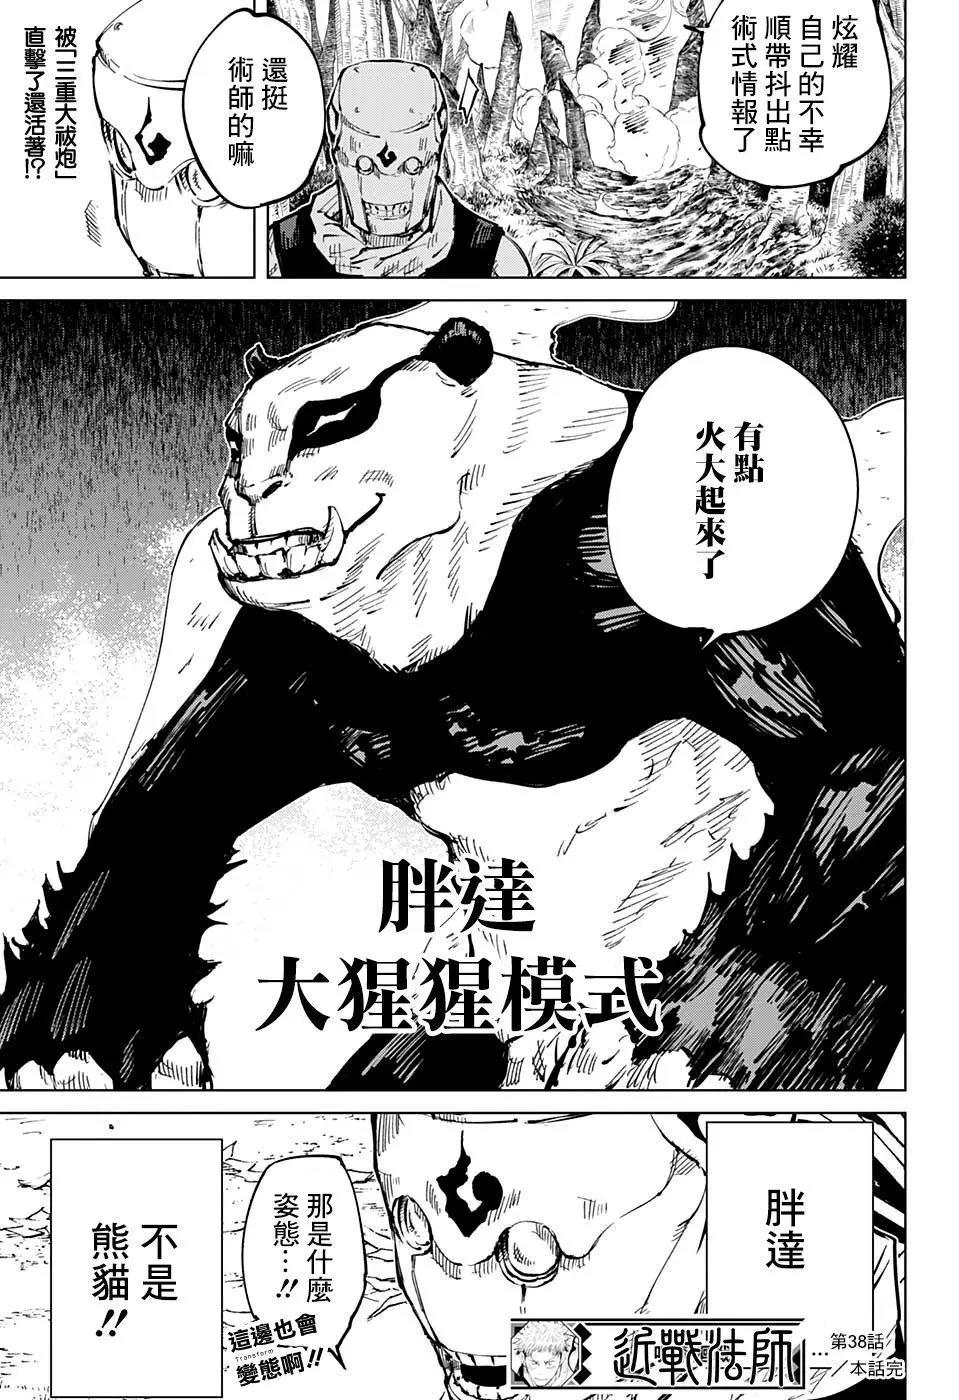 炫耀
自己的不幸
順帶抖出點
術式情報了
還挺
術師的嘛
被「三重大祓炮」
直擊了還活著!?
有點
火大起來了
胖達
大猩猩模式
胖達
那是什麼
姿態…!!
這邊也會
Transform
變態啊!!
不是
熊貓!!
近戰法師
…第38話
／本話完